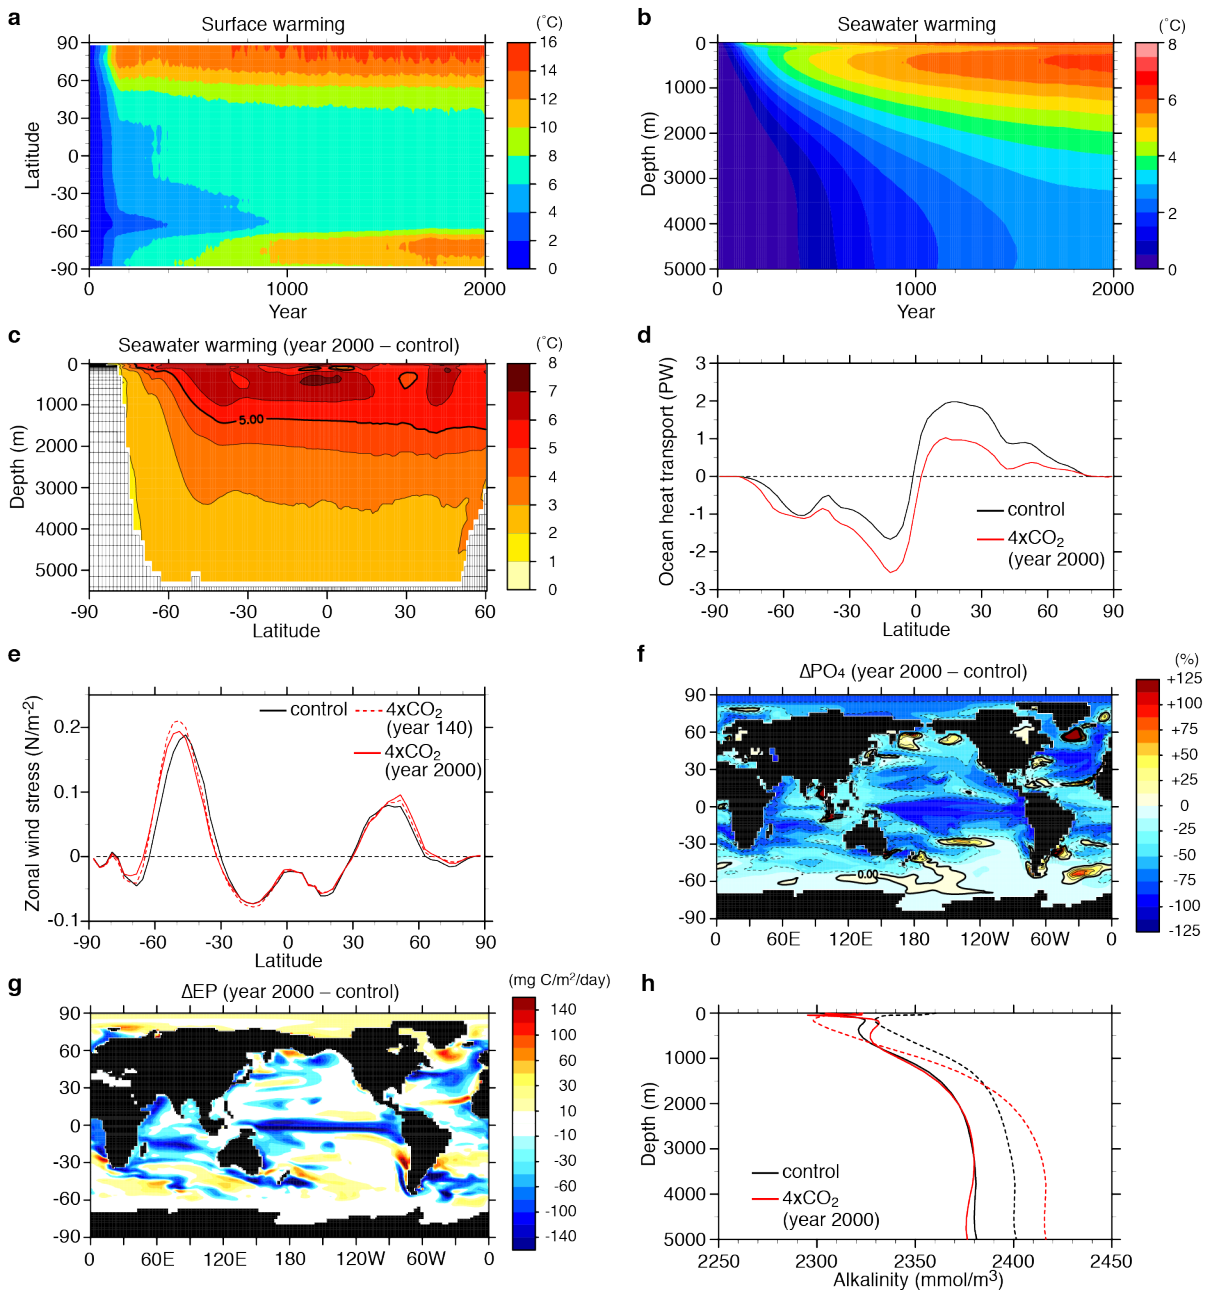 a
Surface warming
(°C)
90
60
30
0
-30
-60
-90
Latitude
0
1000
2000
Year
16
14
12
10
8
6
4
2
0
b
Seawater warming
(°C)
0
1000
2000
3000
4000
5000
Depth (m)
0
1000
2000
Year
8
6
4
2
0
c
Seawater warming (year 2000 – control)
(°C)
0
1000
2000
3000
4000
5000
Depth (m)
5.00
-90
-60
-30
0
30
60
Latitude
8
7
6
5
4
3
2
1
0
d
3
2
1
0
-1
-2
-3
Ocean heat transport (PW)
control
4xCO₂
(year 2000)
-90
-60
-30
0
30
60
90
Latitude
e
0.2
0.1
0
-0.1
Zonal wind stress (N/m⁻²)
control
4xCO₂
(year 140)
4xCO₂
(year 2000)
-90
-60
-30
0
30
60
90
Latitude
f
ΔPO₄ (year 2000 – control)
(%)
90
60
30
0
-30
-60
-90
0.00
0
60E
120E
180
120W
60W
0
+125
+100
+75
+50
+25
0
-25
-50
-75
-100
-125
g
ΔEP (year 2000 – control)
(mg C/m²/day)
90
60
30
0
-30
-60
-90
0
60E
120E
180
120W
60W
0
140
100
60
30
10
-10
-30
-60
-100
-140
h
0
1000
2000
3000
4000
5000
Depth (m)
control
4xCO₂
(year 2000)
2250
2300
2350
2400
2450
Alkalinity (mmol/m³)